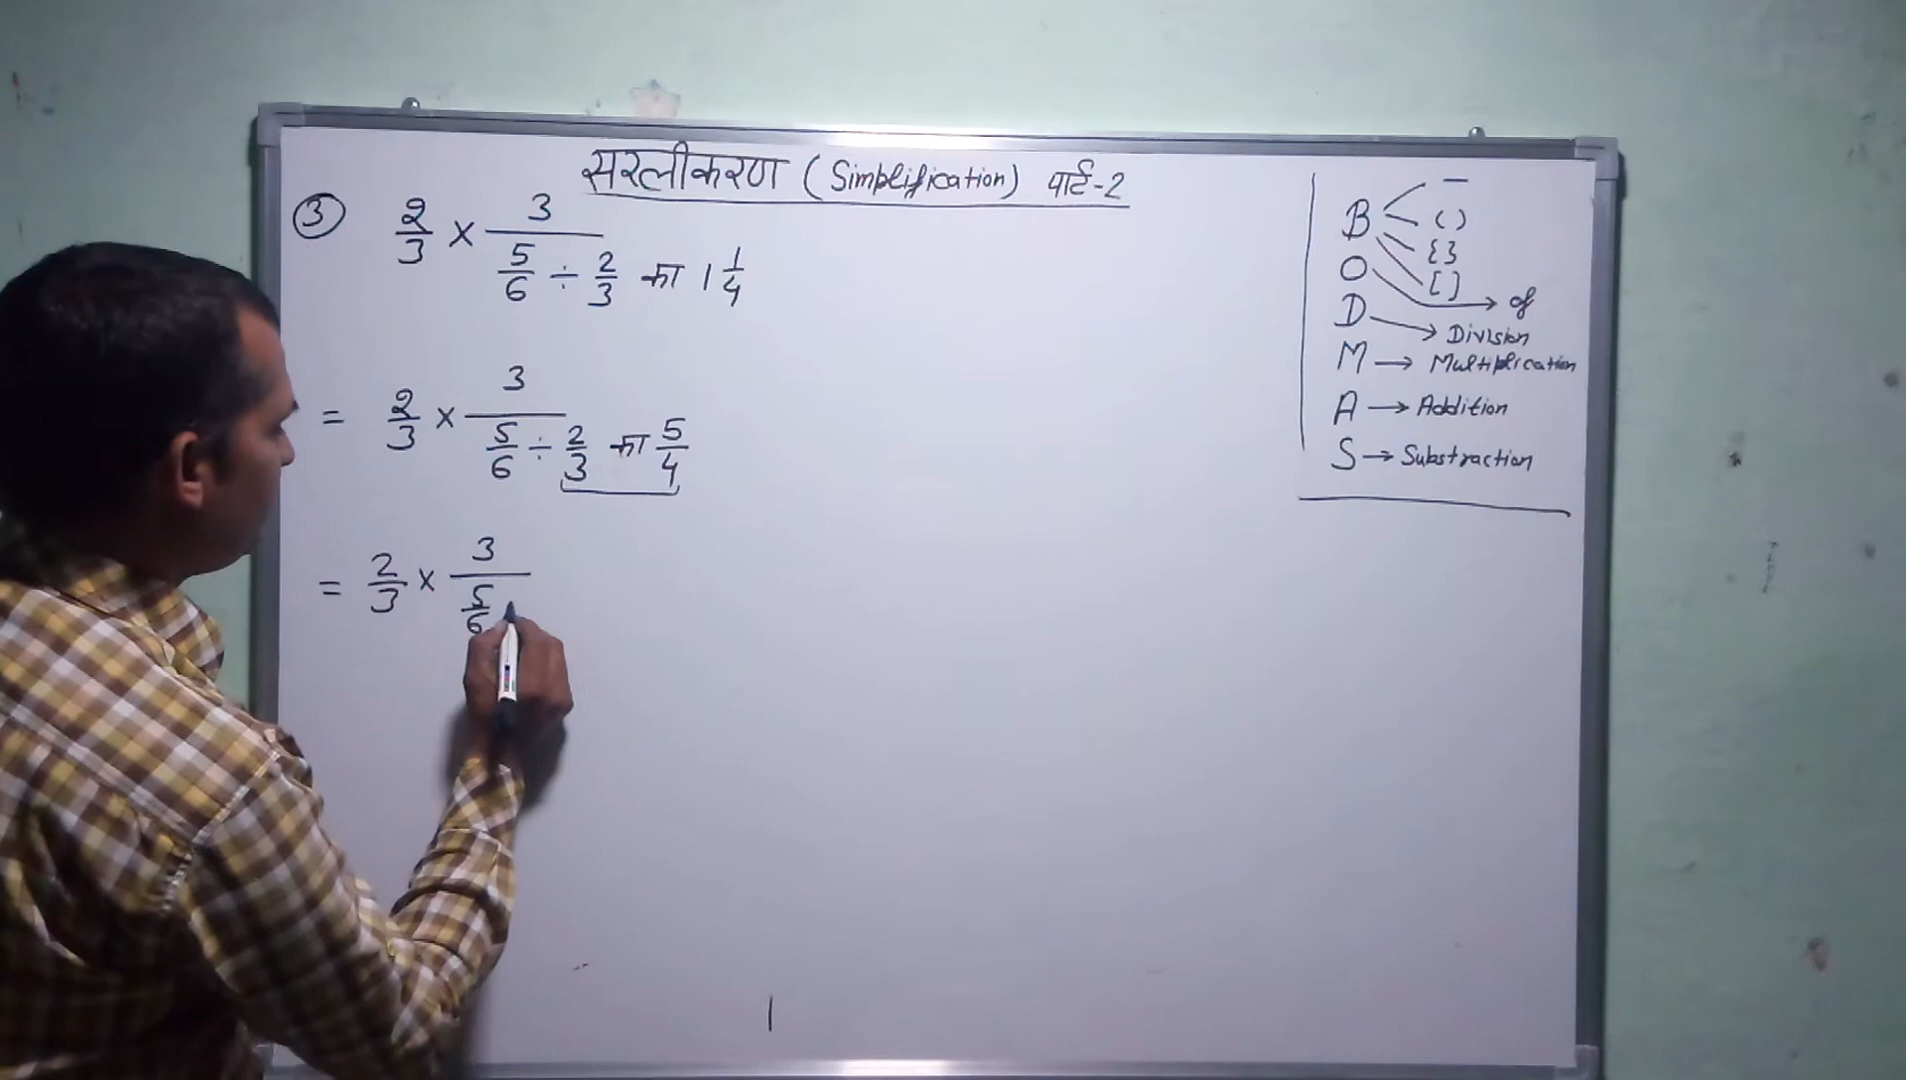 सरलीकरण (Simplification) पार्ट-2
③ 2/3 × 3/(5/6 ÷ 2/3 का 1 1/4)
= 2/3 × 3/(5/6 ÷ 2/3 का 5/4)
= 2/3 × 3/(5/6
B — ( ) { } [ ]
O → of
D → Division
M → Multiplication
A → Addition
S → Substraction